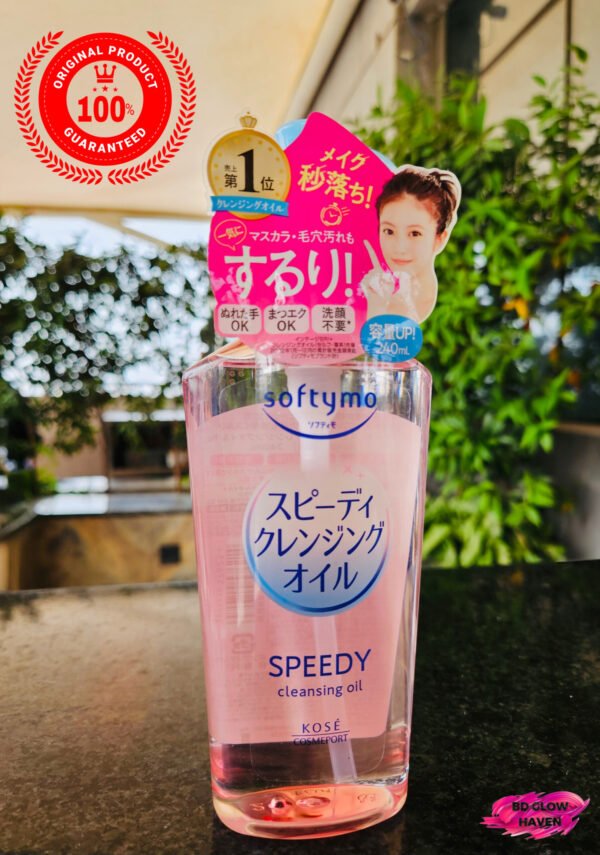 ORIGINAL PRODUCT
100%
GUARANTEED
売上
第1位
クレンジングオイル
メイク
秒落ち!
一気に
マスカラ・毛穴汚れも
するり!
ぬれた手
OK
まつエク
OK
洗顔
不要*
容量UP!
240mL
softymo
ソフティモ
スピーディ
クレンジング
オイル
SPEEDY
cleansing oil
KOSÉ
COSMEPORT
BD GLOW
HAVEN